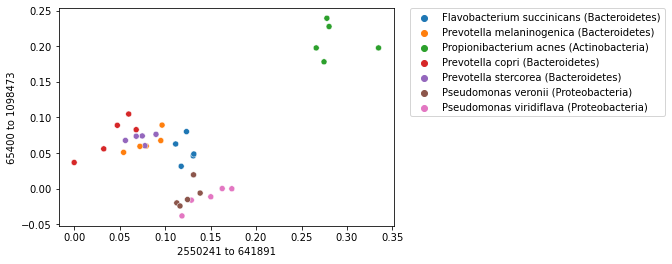 0.25
0.20
0.15
0.10
0.05
0.00
−0.05
65400 to 1098473
0.00 0.05 0.10 0.15 0.20 0.25 0.30 0.35
2550241 to 641891
Flavobacterium succinicans (Bacteroidetes)
Prevotella melaninogenica (Bacteroidetes)
Propionibacterium acnes (Actinobacteria)
Prevotella copri (Bacteroidetes)
Prevotella stercorea (Bacteroidetes)
Pseudomonas veronii (Proteobacteria)
Pseudomonas viridiflava (Proteobacteria)